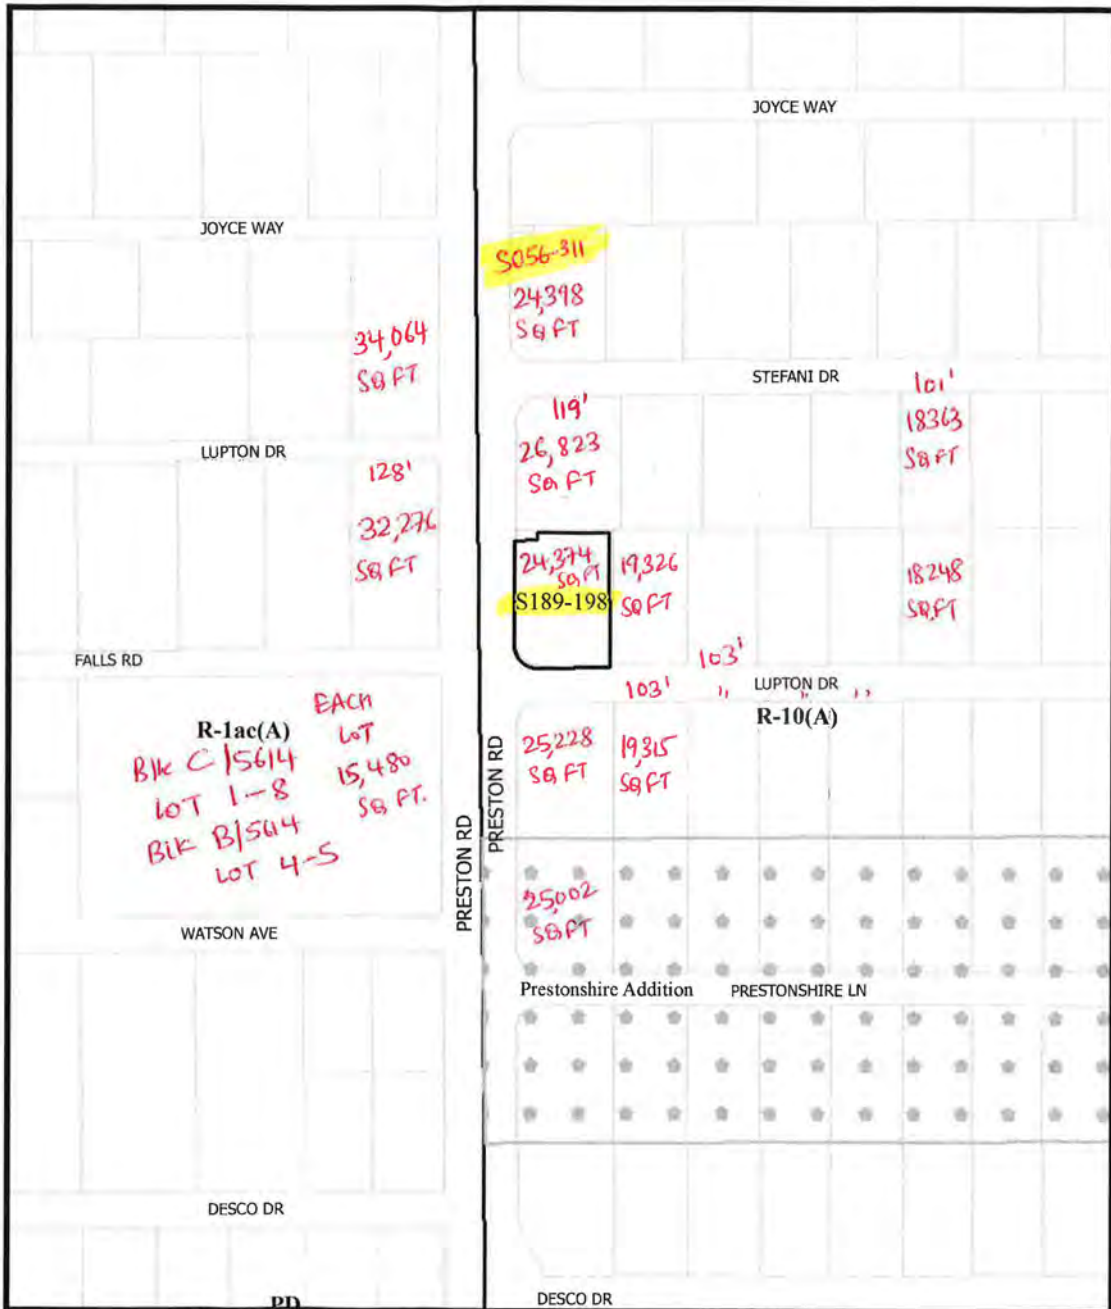 JOYCE WAY
JOYCE WAY
S056-311
24,398
SQ FT
34,064
SQ FT
STEFANI DR
101'
119'
18363
SQ FT
26,823
SQ FT
LUPTON DR
128'
32,276
SQ FT
24,374
SQ FT
S189-198
19,326
SQ FT
18248
SQ.FT
FALLS RD
103'
103'
,,
LUPTON DR
,,
,,
R-10(A)
R-1ac(A)
EACH
LOT
15,480
SQ FT.
Blk C/5614
LOT 1-8
Blk B/5614
LOT 4-5
25,228
SQ FT
19,315
SQ FT
PRESTON RD
PRESTON RD
25,002
SQ FT
WATSON AVE
Prestonshire Addition
PRESTONSHIRE LN
DESCO DR
PD
DESCO DR